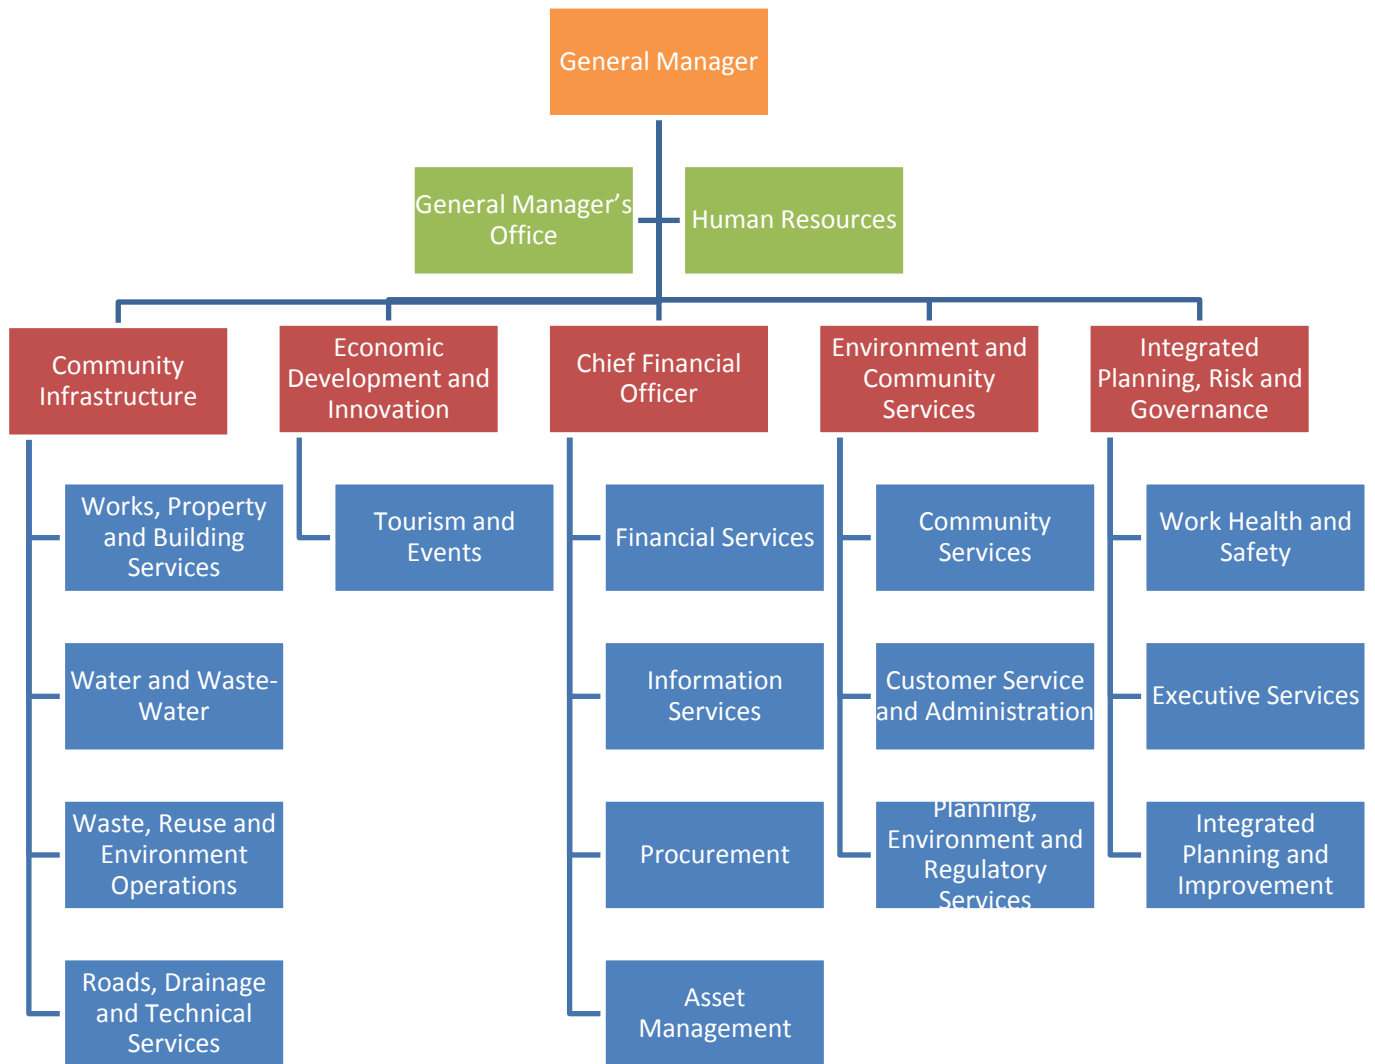 General Manager
General Manager’s
Office
Human Resources
Community
Infrastructure
Economic
Development and
Innovation
Chief Financial
Officer
Environment and
Community
Services
Integrated
Planning, Risk and
Governance
Works, Property
and Building
Services
Tourism and
Events
Financial Services
Community
Services
Work Health and
Safety
Water and Waste-
Water
Information
Services
Customer Service
and Administration
Executive Services
Waste, Reuse and
Environment
Operations
Procurement
Planning,
Environment and
Regulatory
Services
Integrated
Planning and
Improvement
Roads, Drainage
and Technical
Services
Asset
Management